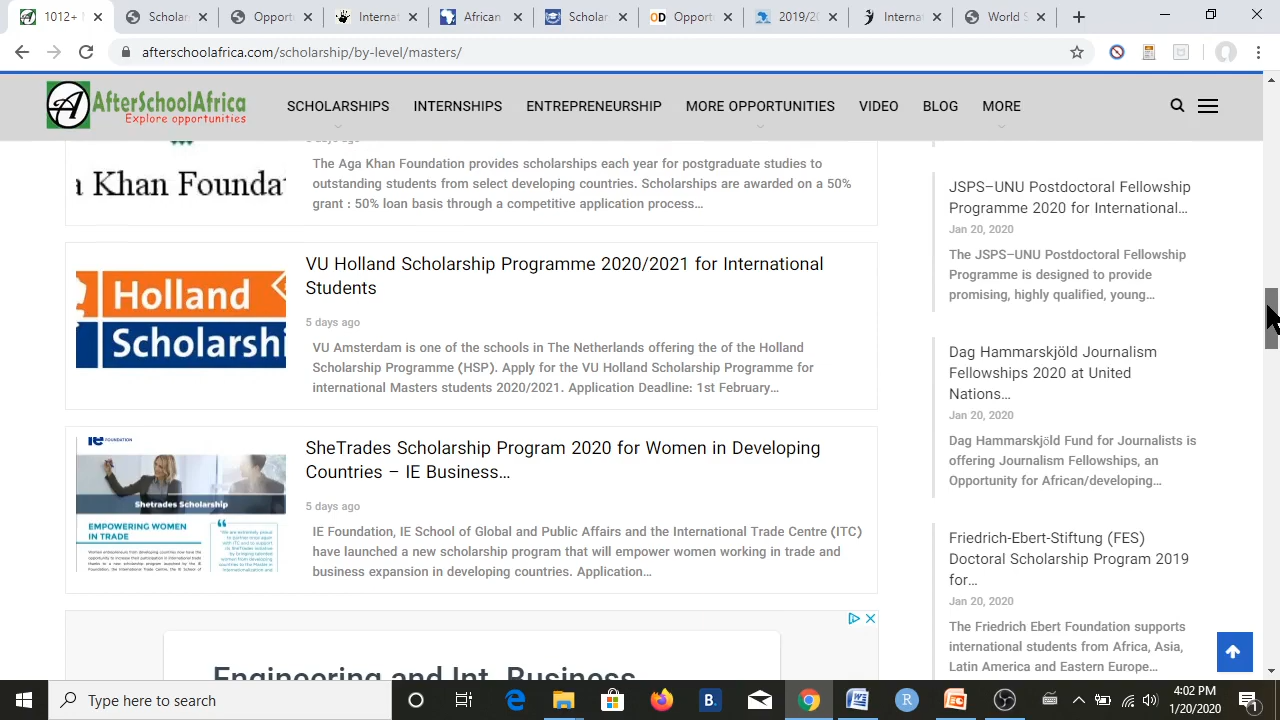 1012+
Global
Opport
Internat
African
Scholar
Opport
2019/20
Interna
World S
afterschoolafrica.com/scholarship/by-level/masters/
AfterSchoolAfrica
Explore opportunities
SCHOLARSHIPS
INTERNSHIPS
ENTREPRENEURSHIP
MORE OPPORTUNITIES
VIDEO
BLOG
MORE
a Khan Founda
5 days ago
The Aga Khan Foundation provides scholarships each year for postgraduate studies to
outstanding students from select developing countries. Scholarships are awarded on a 50%
grant : 50% loan basis through a competitive application process...
Holland
Scholarshi
VU Holland Scholarship Programme 2020/2021 for International
Students
5 days ago
VU Amsterdam is one of the schools in The Netherlands offering the of the Holland
Scholarship Programme (HSP). Apply for the VU Holland Scholarship Programme for
international Masters students 2020/2021. Application Deadline: 1st February...
FOUNDATION
Shetrades Scholarship
EMPOWERING WOMEN
IN TRADE
SheTrades Scholarship Program 2020 for Women in Developing
Countries – IE Business...
5 days ago
IE Foundation, IE School of Global and Public Affairs and the International Trade Centre (ITC)
have launched a new scholarship program that will empower women working in trade and
business expansion in developing countries. Application...
Engineering and Int. Business
JSPS–UNU Postdoctoral Fellowship
Programme 2020 for International...
Jan 20, 2020
The JSPS–UNU Postdoctoral Fellowship
Programme is designed to provide
promising, highly qualified, young...
Dag Hammarskjöld Journalism
Fellowships 2020 at United
Nations...
Jan 20, 2020
Dag Hammarskjöld Fund for Journalists is
offering Journalism Fellowships, an
Opportunity for African/developing...
Friedrich-Ebert-Stiftung (FES)
Doctoral Scholarship Program 2019
for...
Jan 20, 2020
The Friedrich Ebert Foundation supports
international students from Africa, Asia,
Latin America and Eastern Europe...
Type here to search
4:02 PM
1/20/2020